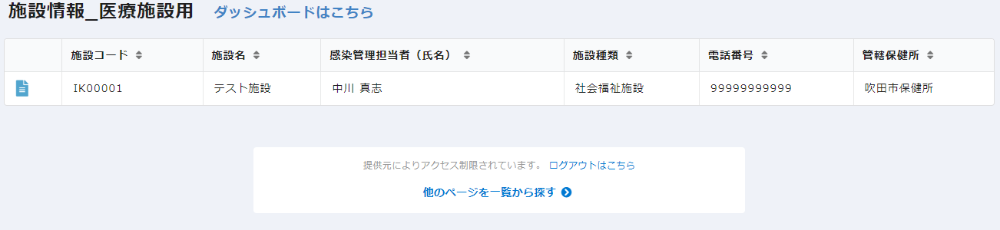 施設情報_医療施設用 ダッシュボードはこちら
施設コード 施設名 感染管理担当者（氏名） 施設種類 電話番号 管轄保健所
IK00001 テスト施設 中川 真志 社会福祉施設 99999999999 吹田市保健所
提供元によりアクセス制限されています。 ログアウトはこちら
他のページを一覧から探す